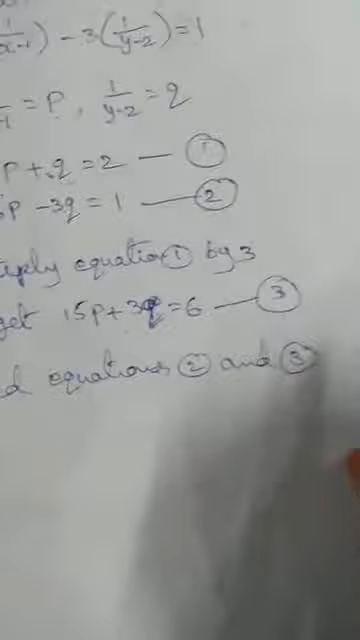 1/(x-1)) - 3(1/(y-2)) = 1
= P, 1/(y-2) = q
P + q = 2 — ①
P - 3q = 1 — ②
equation ① by 3
get 15P + 3q = 6 — ③
equations ② and ③